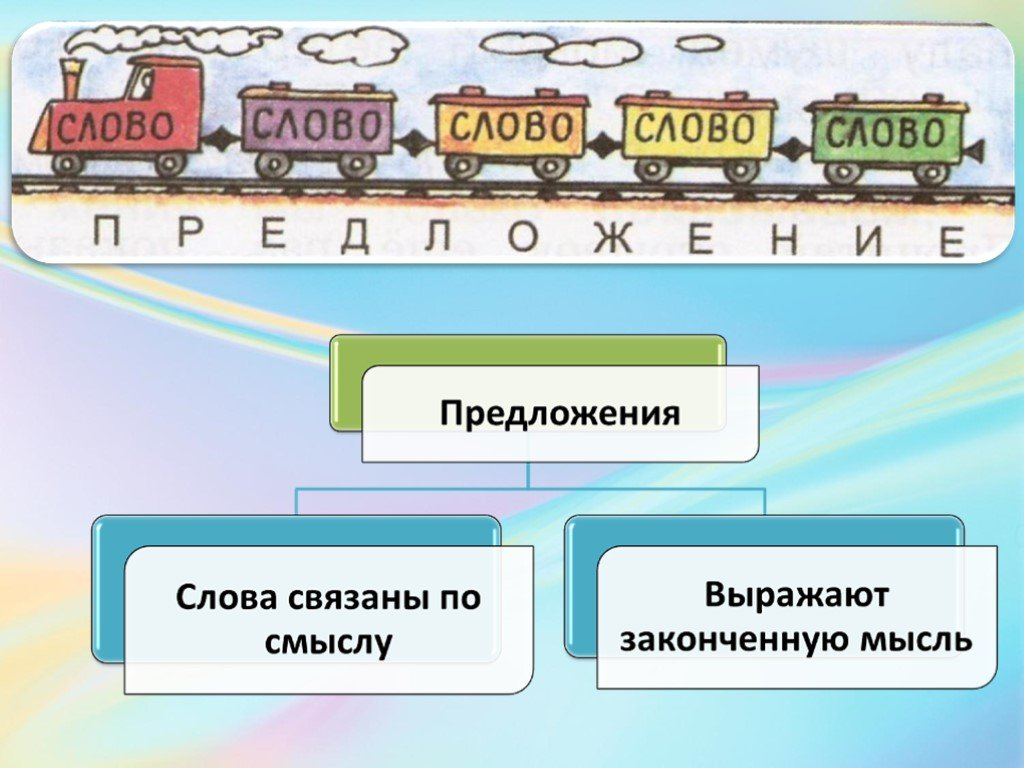 СЛОВО СЛОВО СЛОВО СЛОВО СЛОВО
ПРЕДЛОЖЕНИЕ
Предложения
Слова связаны по
смыслу
Выражают
законченную мысль